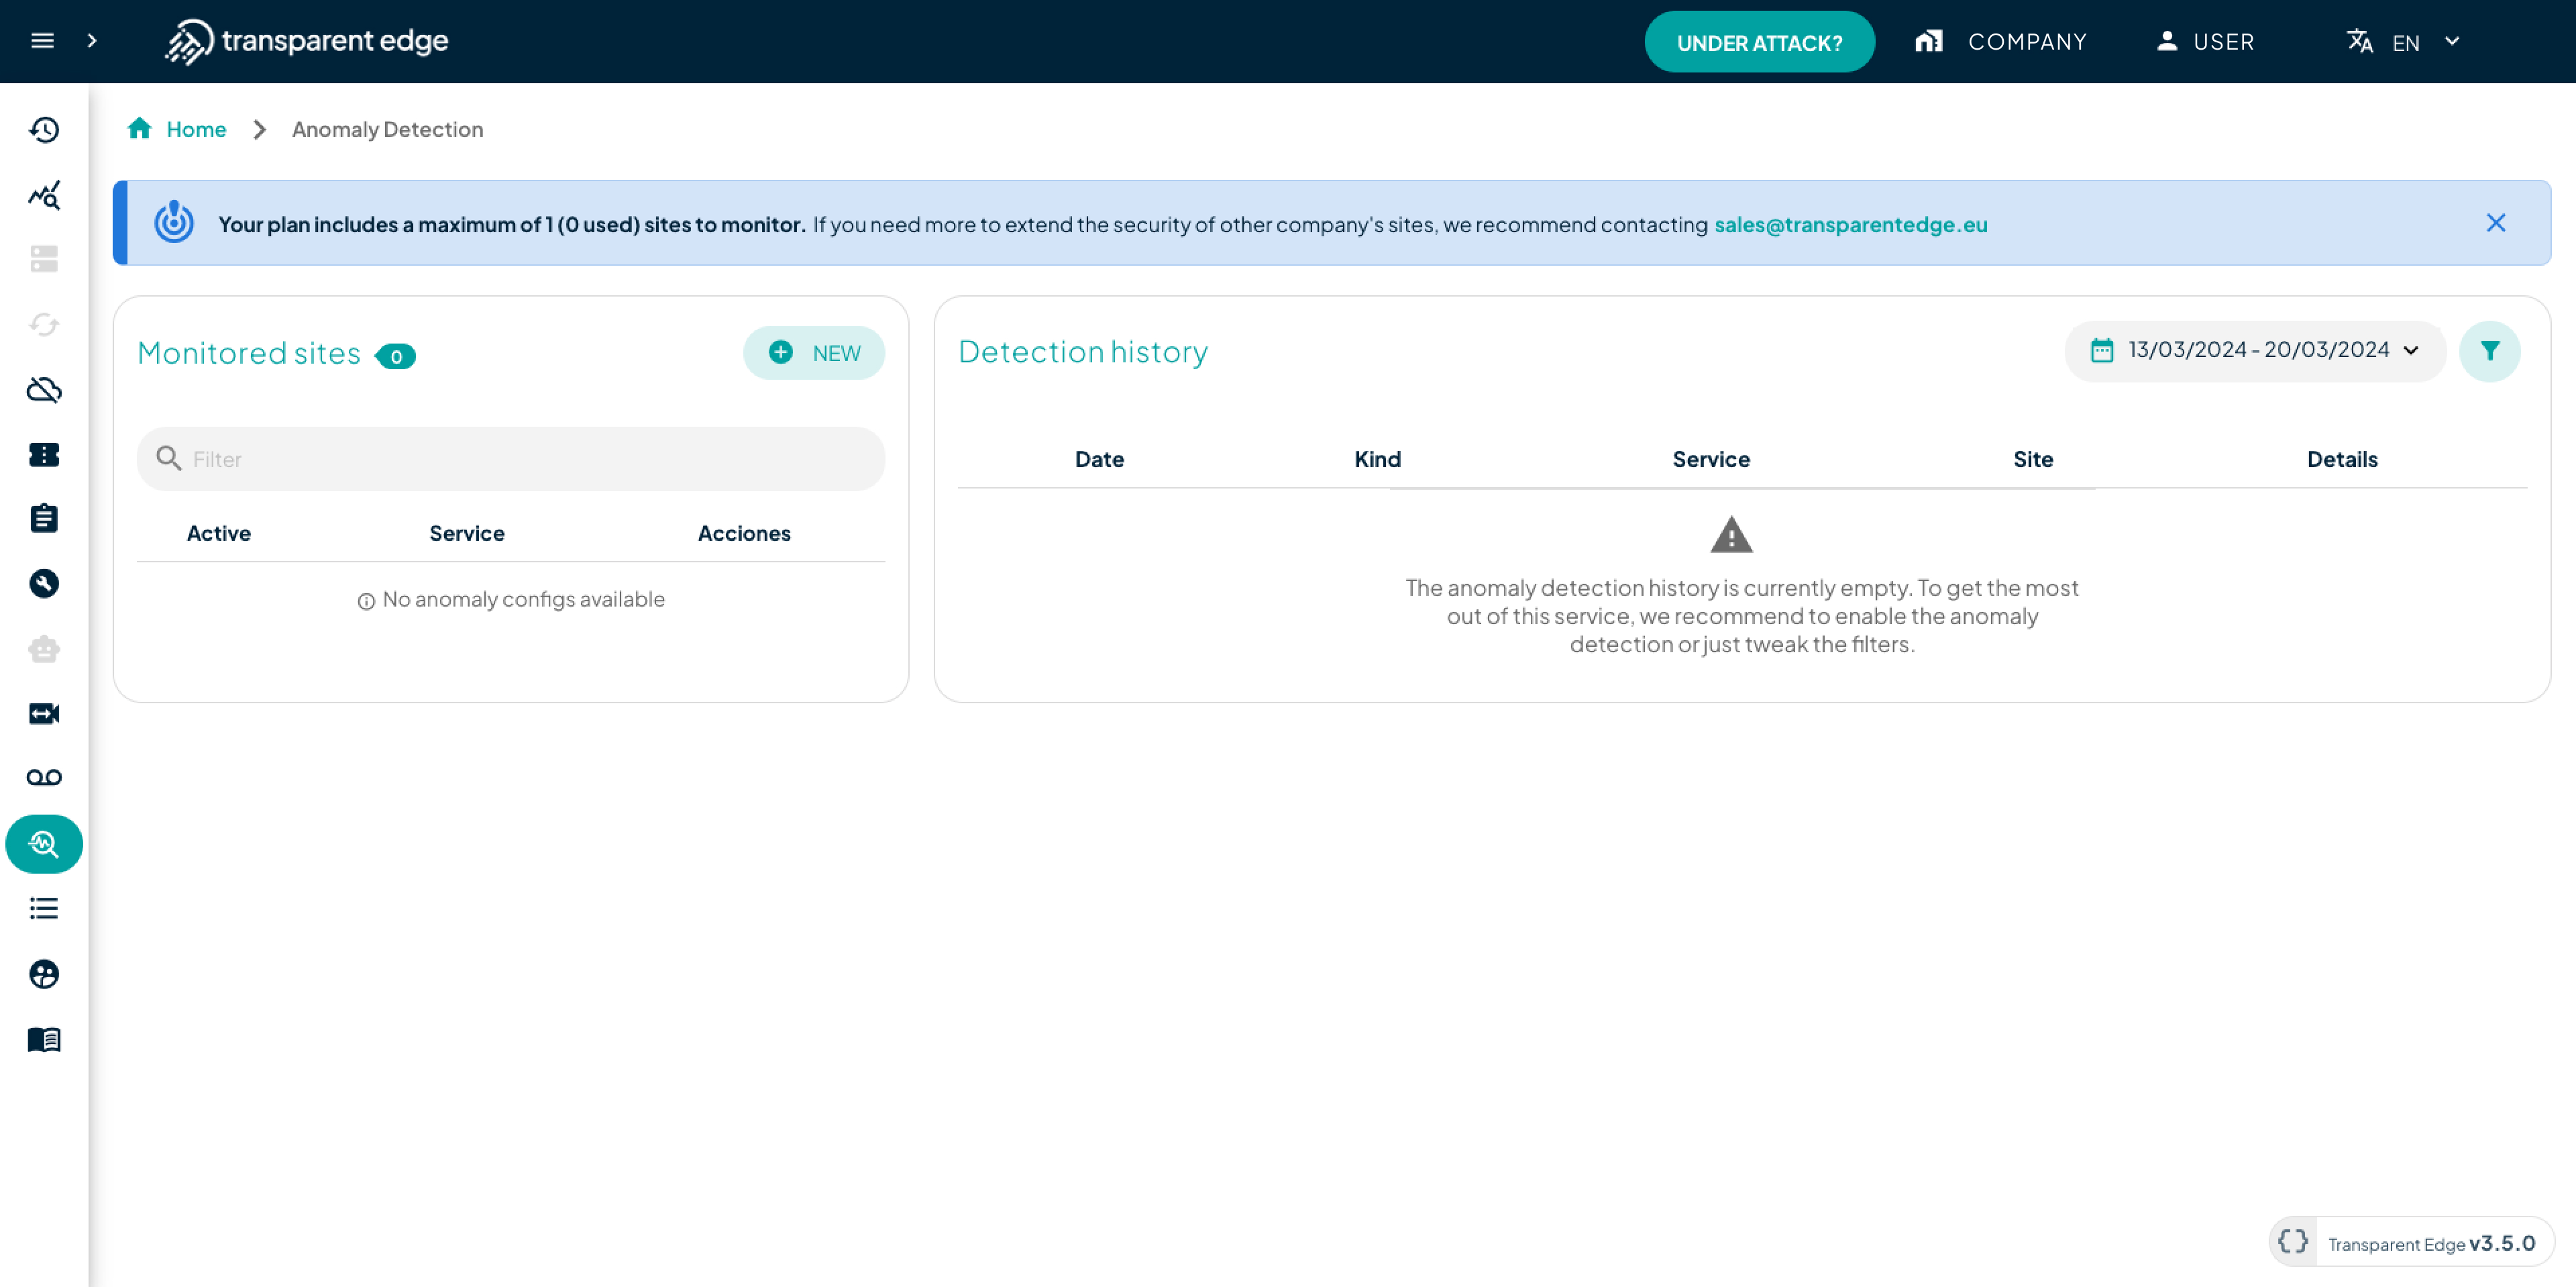 transparent edge
UNDER ATTACK?
COMPANY
USER
EN
Home
Anomaly Detection
Your plan includes a maximum of 1 (0 used) sites to monitor. If you need more to extend the security of other company's sites, we recommend contacting sales@transparentedge.eu
Monitored sites 0
NEW
Filter
Active Service Acciones
No anomaly configs available
Detection history
13/03/2024 - 20/03/2024
Date Kind Service Site Details
The anomaly detection history is currently empty. To get the most
out of this service, we recommend to enable the anomaly
detection or just tweak the filters.
Transparent Edge v3.5.0